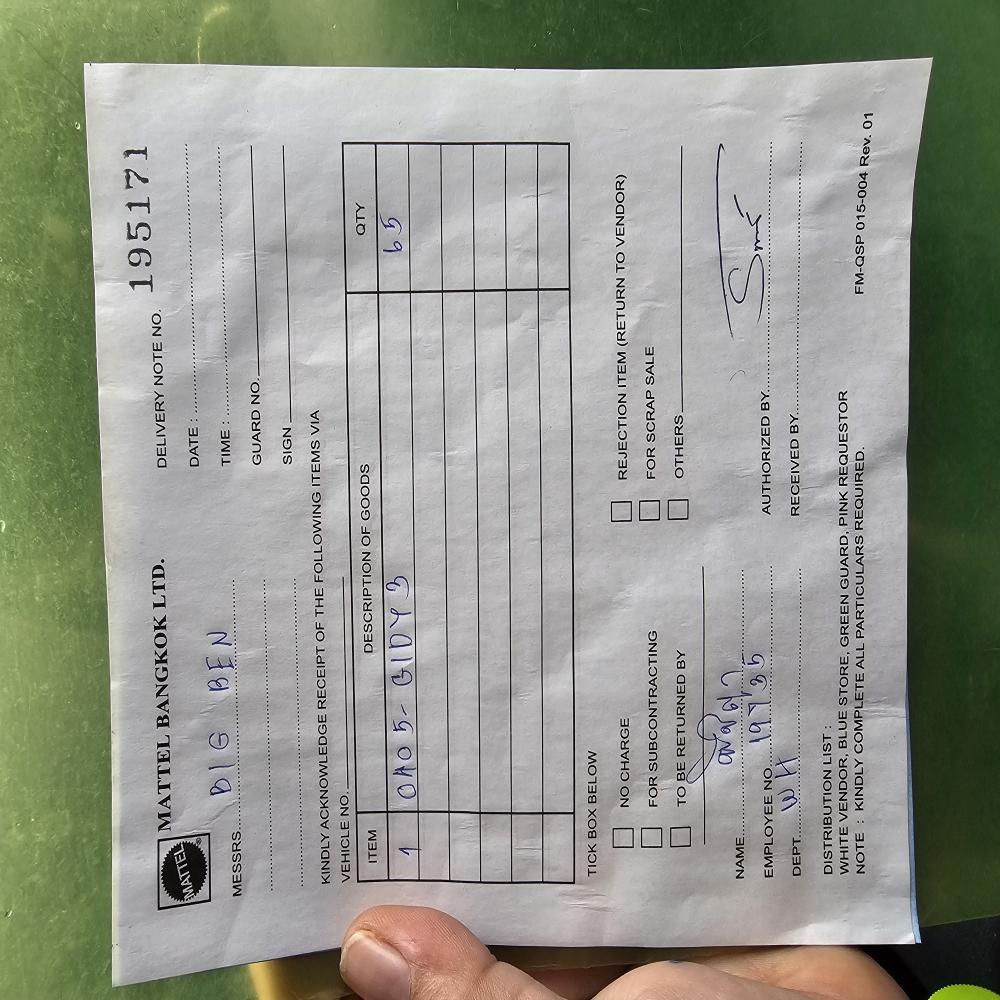 MATTEL®
MATTEL BANGKOK LTD.
DELIVERY NOTE NO. 195171
MESSRS. BIG BEN
DATE :
TIME :
GUARD NO.
SIGN
KINDLY ACKNOWLEDGE RECEIPT OF THE FOLLOWING ITEMS VIA
VEHICLE NO.
ITEM DESCRIPTION OF GOODS QTY
1 0A05-G1DY3 65
TICK BOX BELOW
NO CHARGE REJECTION ITEM (RETURN TO VENDOR)
FOR SUBCONTRACTING FOR SCRAP SALE
TO BE RETURNED BY OTHERS
NAME
EMPLOYEE NO. 19735 AUTHORIZED BY
DEPT. WH RECEIVED BY
DISTRIBUTION LIST :
WHITE VENDOR, BLUE STORE, GREEN GUARD, PINK REQUESTOR
NOTE : KINDLY COMPLETE ALL PARTICULARS REQUIRED.
FM-QSP 015-004 Rev. 01